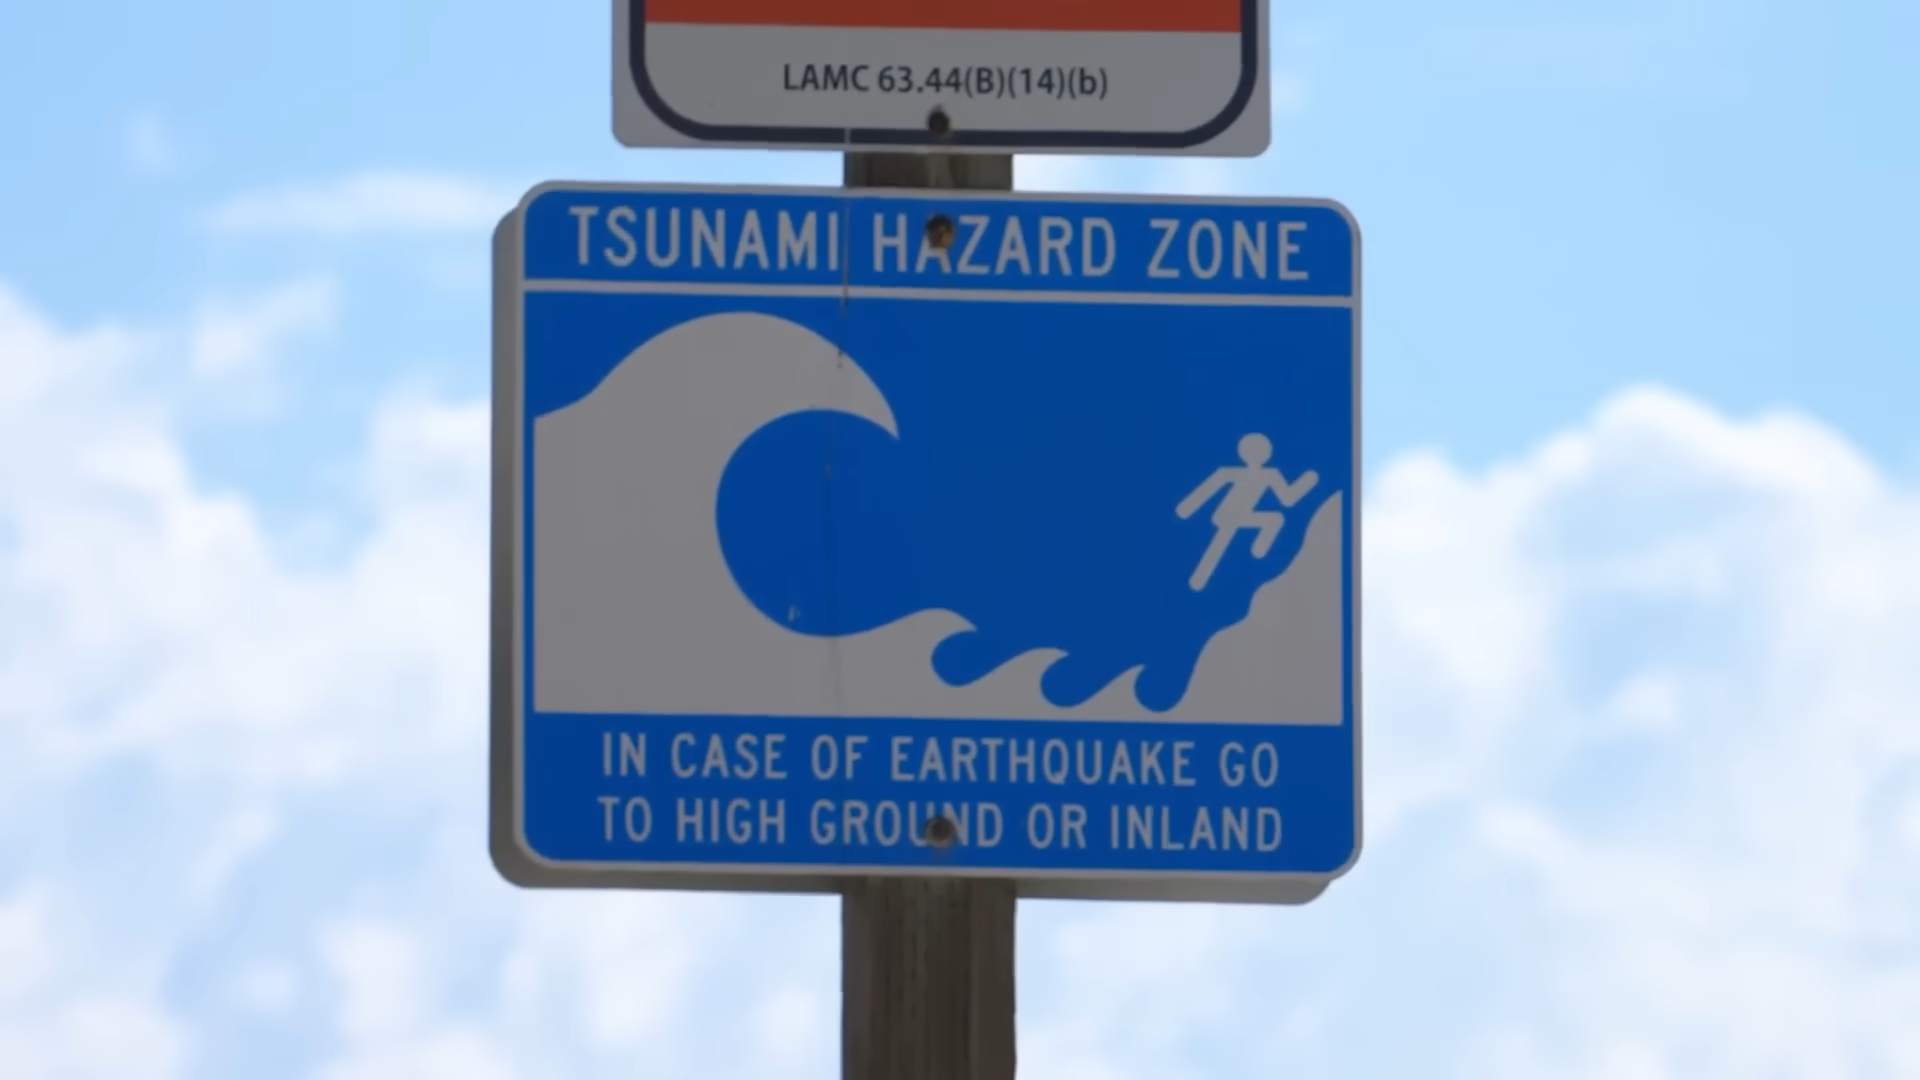 LAMC 63.44(B)(14)(b)
TSUNAMI HAZARD ZONE
IN CASE OF EARTHQUAKE GO
TO HIGH GROUND OR INLAND